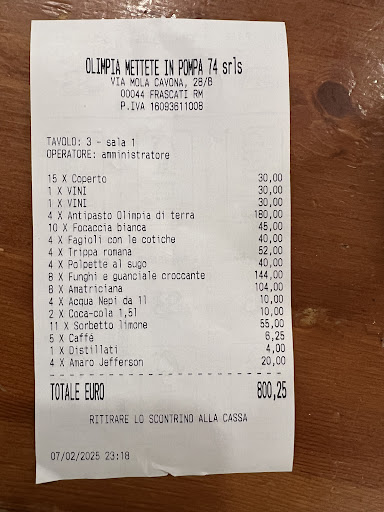 OLIMPIA METTETE IN POMPA 74 srls
VIA MOLA CAVONA, 28/B
00044 FRASCATI RM
P.IVA 16093611008
TAVOLO: 3 - sala 1
OPERATORE: amministratore
15 X Coperto 30,00
1 X VINI 30,00
1 X VINI 30,00
4 X Antipasto Olimpia di terra 180,00
10 X Focaccia bianca 45,00
4 X Fagioli con le cotiche 40,00
4 X Trippa romana 52,00
4 X Polpette al sugo 40,00
8 X Funghi e guanciale croccante 144,00
8 X Amatriciana 104,00
4 X Acqua Nepi da 1l 10,00
2 X Coca-cola 1,5l 10,00
11 X Sorbetto limone 55,00
5 X Caffè 6,25
1 X Distillati 4,00
4 X Amaro Jefferson 20,00
TOTALE EURO 800,25
RITIRARE LO SCONTRINO ALLA CASSA
07/02/2025 23:18